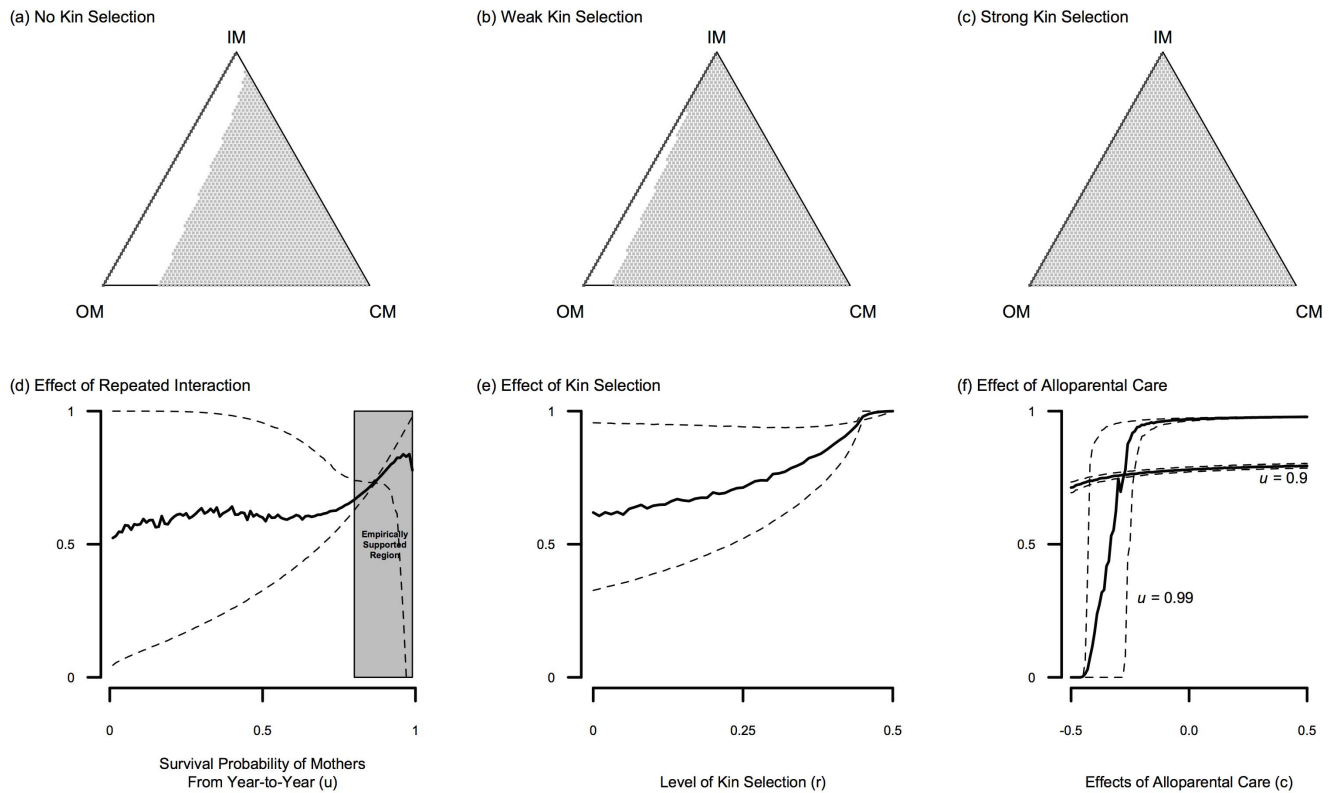 (a) No Kin Selection
IM
OM
CM
(b) Weak Kin Selection
IM
OM
CM
(c) Strong Kin Selection
IM
OM
CM
(d) Effect of Repeated Interaction
1
0.5
0
Empirically
Supported
Region
0
0.5
1
Survival Probability of Mothers
From Year-to-Year (u)
(e) Effect of Kin Selection
1
0.5
0
0
0.25
0.5
Level of Kin Selection (r)
(f) Effect of Alloparental Care
1
0.5
0
u = 0.9
u = 0.99
-0.5
0.0
0.5
Effects of Alloparental Care (c)